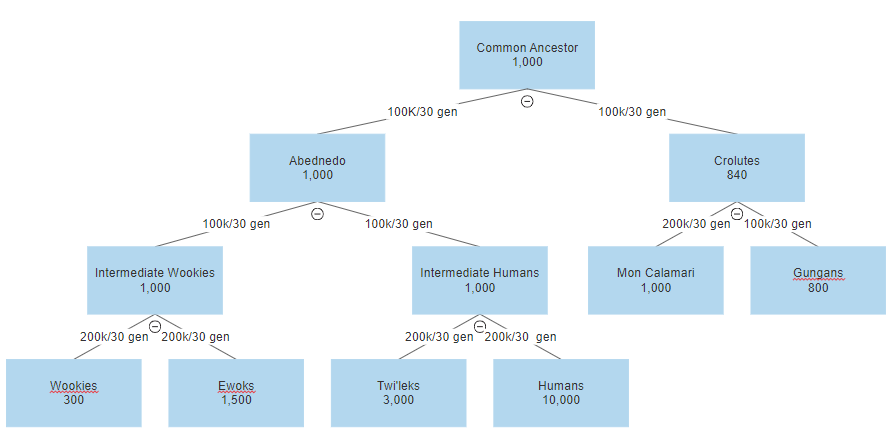 Common Ancestor
1,000
100K/30 gen
100k/30 gen
Abednedo
1,000
Crolutes
840
100k/30 gen
100k/30 gen
200k/30 gen
100k/30 gen
Intermediate Wookies
1,000
Intermediate Humans
1,000
Mon Calamari
1,000
Gungans
800
200k/30 gen
200k/30 gen
200k/30 gen
200k/30 gen
Wookies
300
Ewoks
1,500
Twi'leks
3,000
Humans
10,000